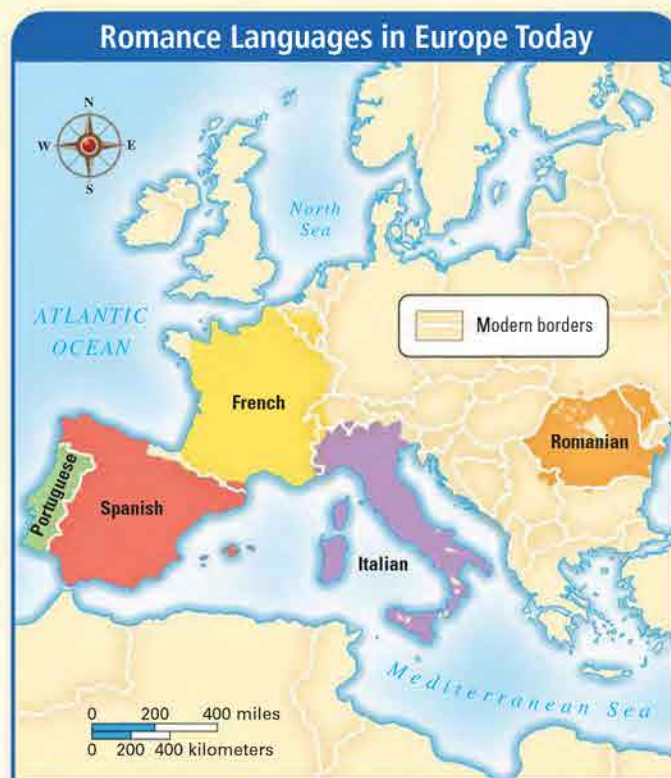 Romance Languages in Europe Today
N
W
E
S
North
Sea
ATLANTIC
OCEAN
Modern borders
French
Romanian
Portuguese
Spanish
Italian
Mediterranean Sea
0 200 400 miles
0 200 400 kilometers